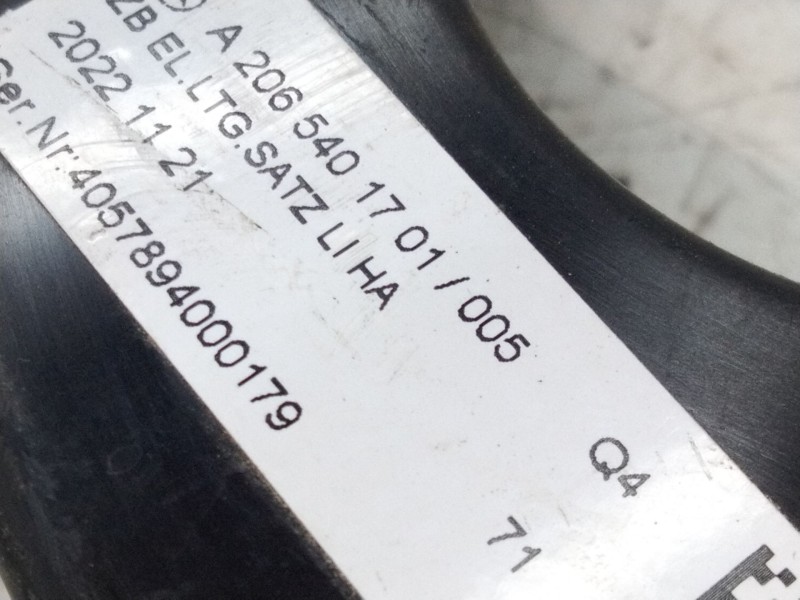 A 206 540 17 01 / 005 Q4
ZB EL.LTG.SATZ LI HA
2022 11 21 71
Ser.Nr:4057894000179